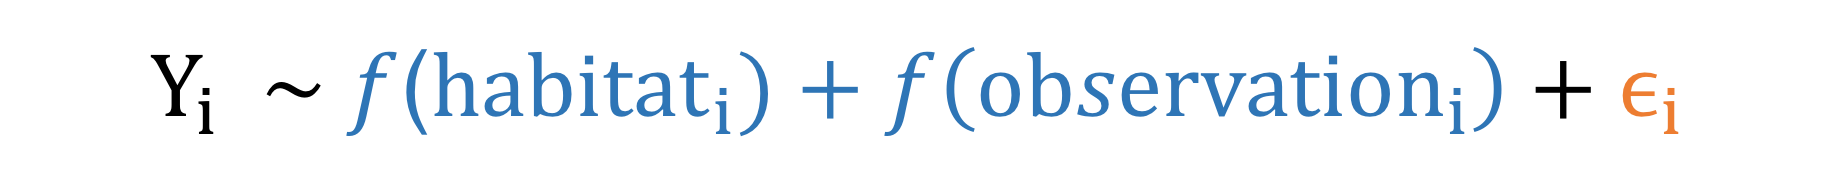 Yᵢ ~ f(habitatᵢ) + f(observationᵢ) + ϵᵢ